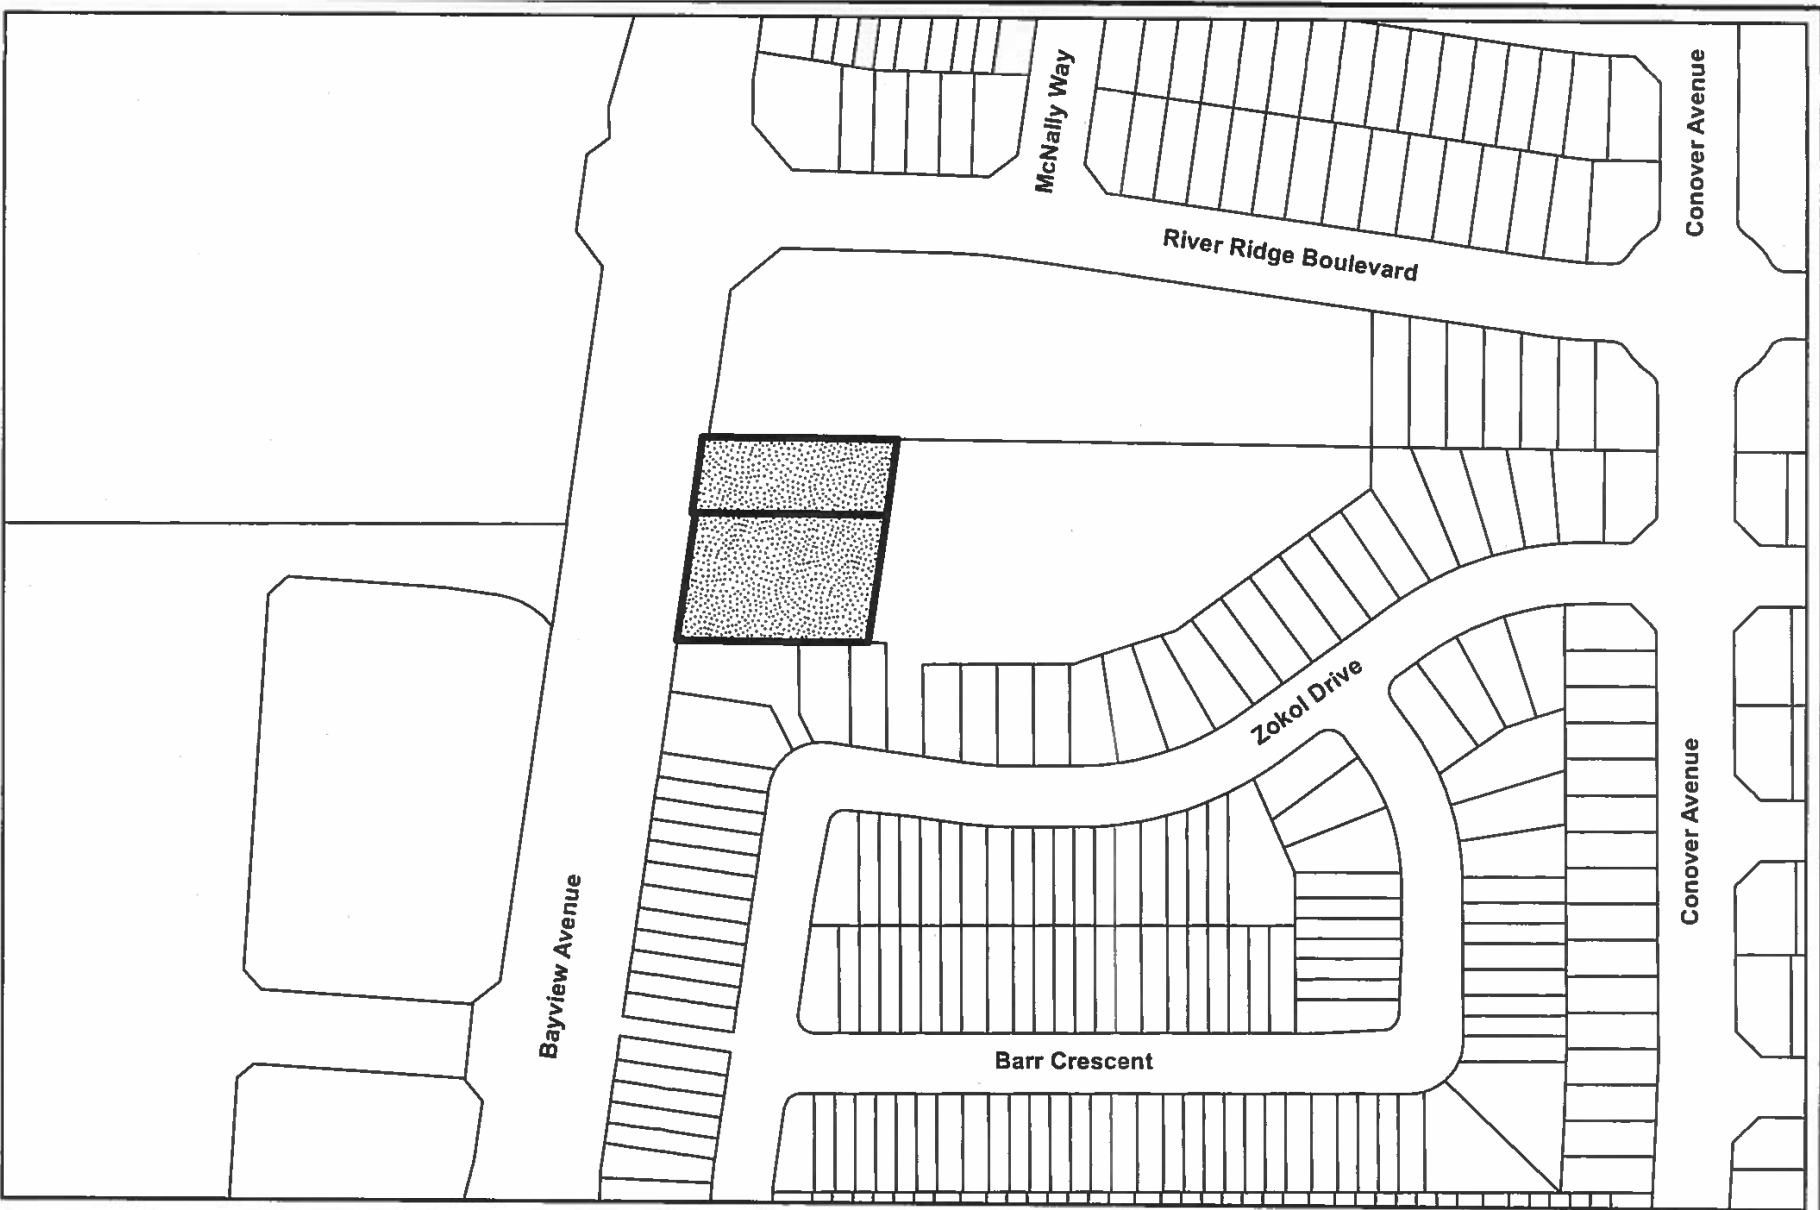 McNally Way
Conover Avenue
River Ridge Boulevard
Zokol Drive
Conover Avenue
Bayview Avenue
Barr Crescent